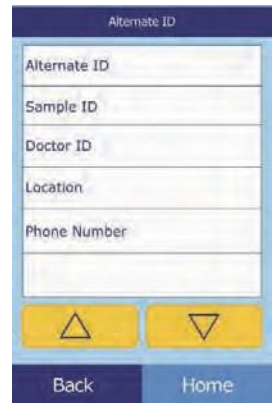 Alternate ID
Alternate ID
Sample ID
Doctor ID
Location
Phone Number
Back Home